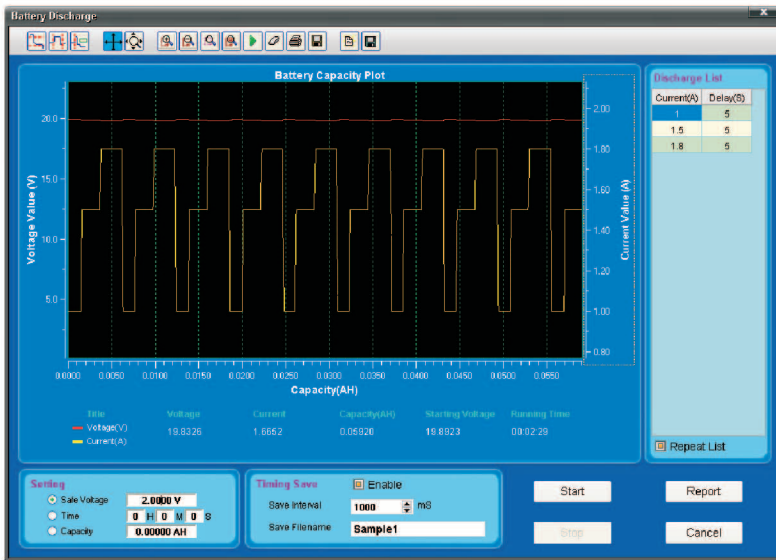 Battery Discharge
x
Battery Capacity Plot
Voltage Value (V)
20.0
15.0
10.0
5.0
2.00
1.80
1.60
1.40
1.20
1.00
0.80
Current Value (A)
0.0000 0.0050 0.0100 0.0150 0.0200 0.0250 0.0300 0.0350 0.0400 0.0450 0.0500 0.0550
Capacity(AH)
Title Voltage Current Capacity(AH) Starting Voltage Running Time
Voltage(V) 19.8326 1.6652 0.05920 19.8923 00:02:29
Current(A)
Discharge List
Current(A) Delay(S)
1 5
1.5 5
1.8 5
Repeat List
Setting
Safe Voltage 2.0000 V
Time 0 H 0 M 0 S
Capacity 0.00000 AH
Timing Save Enable
Save Interval 1000 mS
Save Filename Sample1
Start Report
Stop Cancel